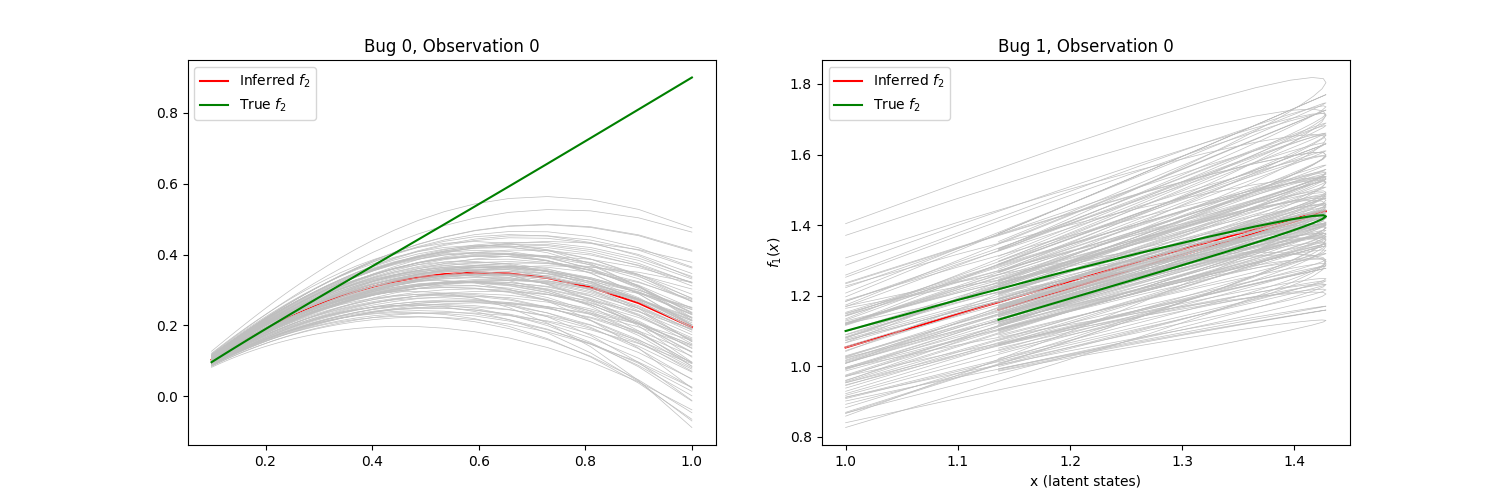 Bug 0, Observation 0
Inferred f₂
True f₂
0.8
0.6
0.4
0.2
0.0
0.2 0.4 0.6 0.8 1.0
Bug 1, Observation 0
Inferred f₂
True f₂
f₁(x)
1.8
1.6
1.4
1.2
1.0
0.8
1.0 1.1 1.2 1.3 1.4
x (latent states)